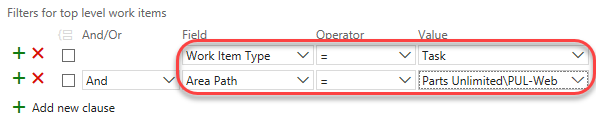 Filters for top level work items
And/Or Field Operator Value
Work Item Type = Task
And Area Path = Parts Unlimited\PUL-Web
Add new clause